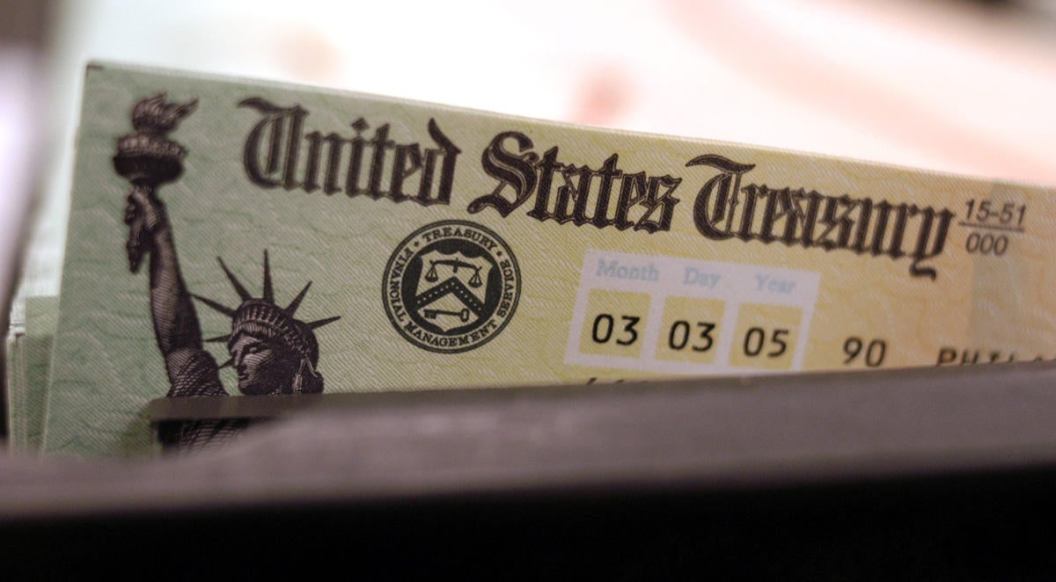 United States Treasury
15-51
000
TREASURY
FINANCIAL MANAGEMENT SERVICE
Month Day Year
03 03 05 90